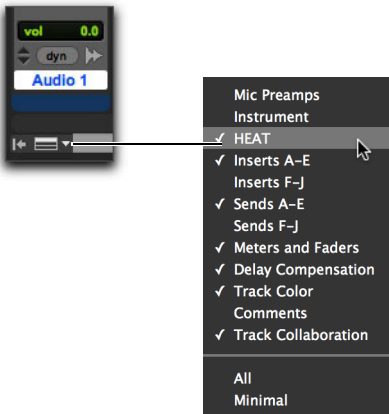 vol 0.0
dyn
Audio 1
Mic Preamps
Instrument
✓ HEAT
✓ Inserts A-E
Inserts F-J
✓ Sends A-E
Sends F-J
✓ Meters and Faders
✓ Delay Compensation
✓ Track Color
Comments
✓ Track Collaboration
All
Minimal